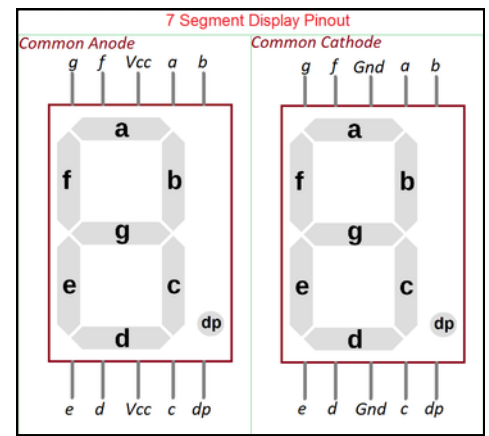 7 Segment Display Pinout
Common Anode
g f Vcc a b
a
f b
g
e c
dp
d
e d Vcc c dp
Common Cathode
g f Gnd a b
a
f b
g
e c
dp
d
e d Gnd c dp